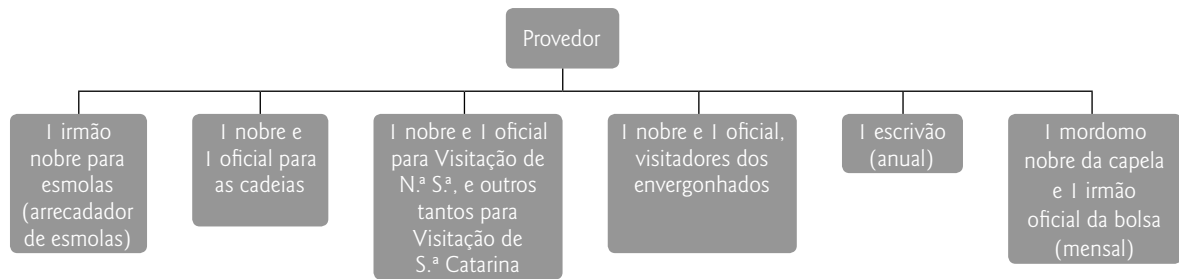 Provedor
1 irmão
nobre para
esmolas
(arrecadador
de esmolas)
1 nobre e
1 oficial para
as cadeias
1 nobre e 1 oficial
para Visitação de
N.ª S.ª, e outros
tantos para
Visitação de
S.ª Catarina
1 nobre e 1 oficial,
visitadores dos
envergonhados
1 escrivão
(anual)
1 mordomo
nobre da capela
e 1 irmão
oficial da bolsa
(mensal)